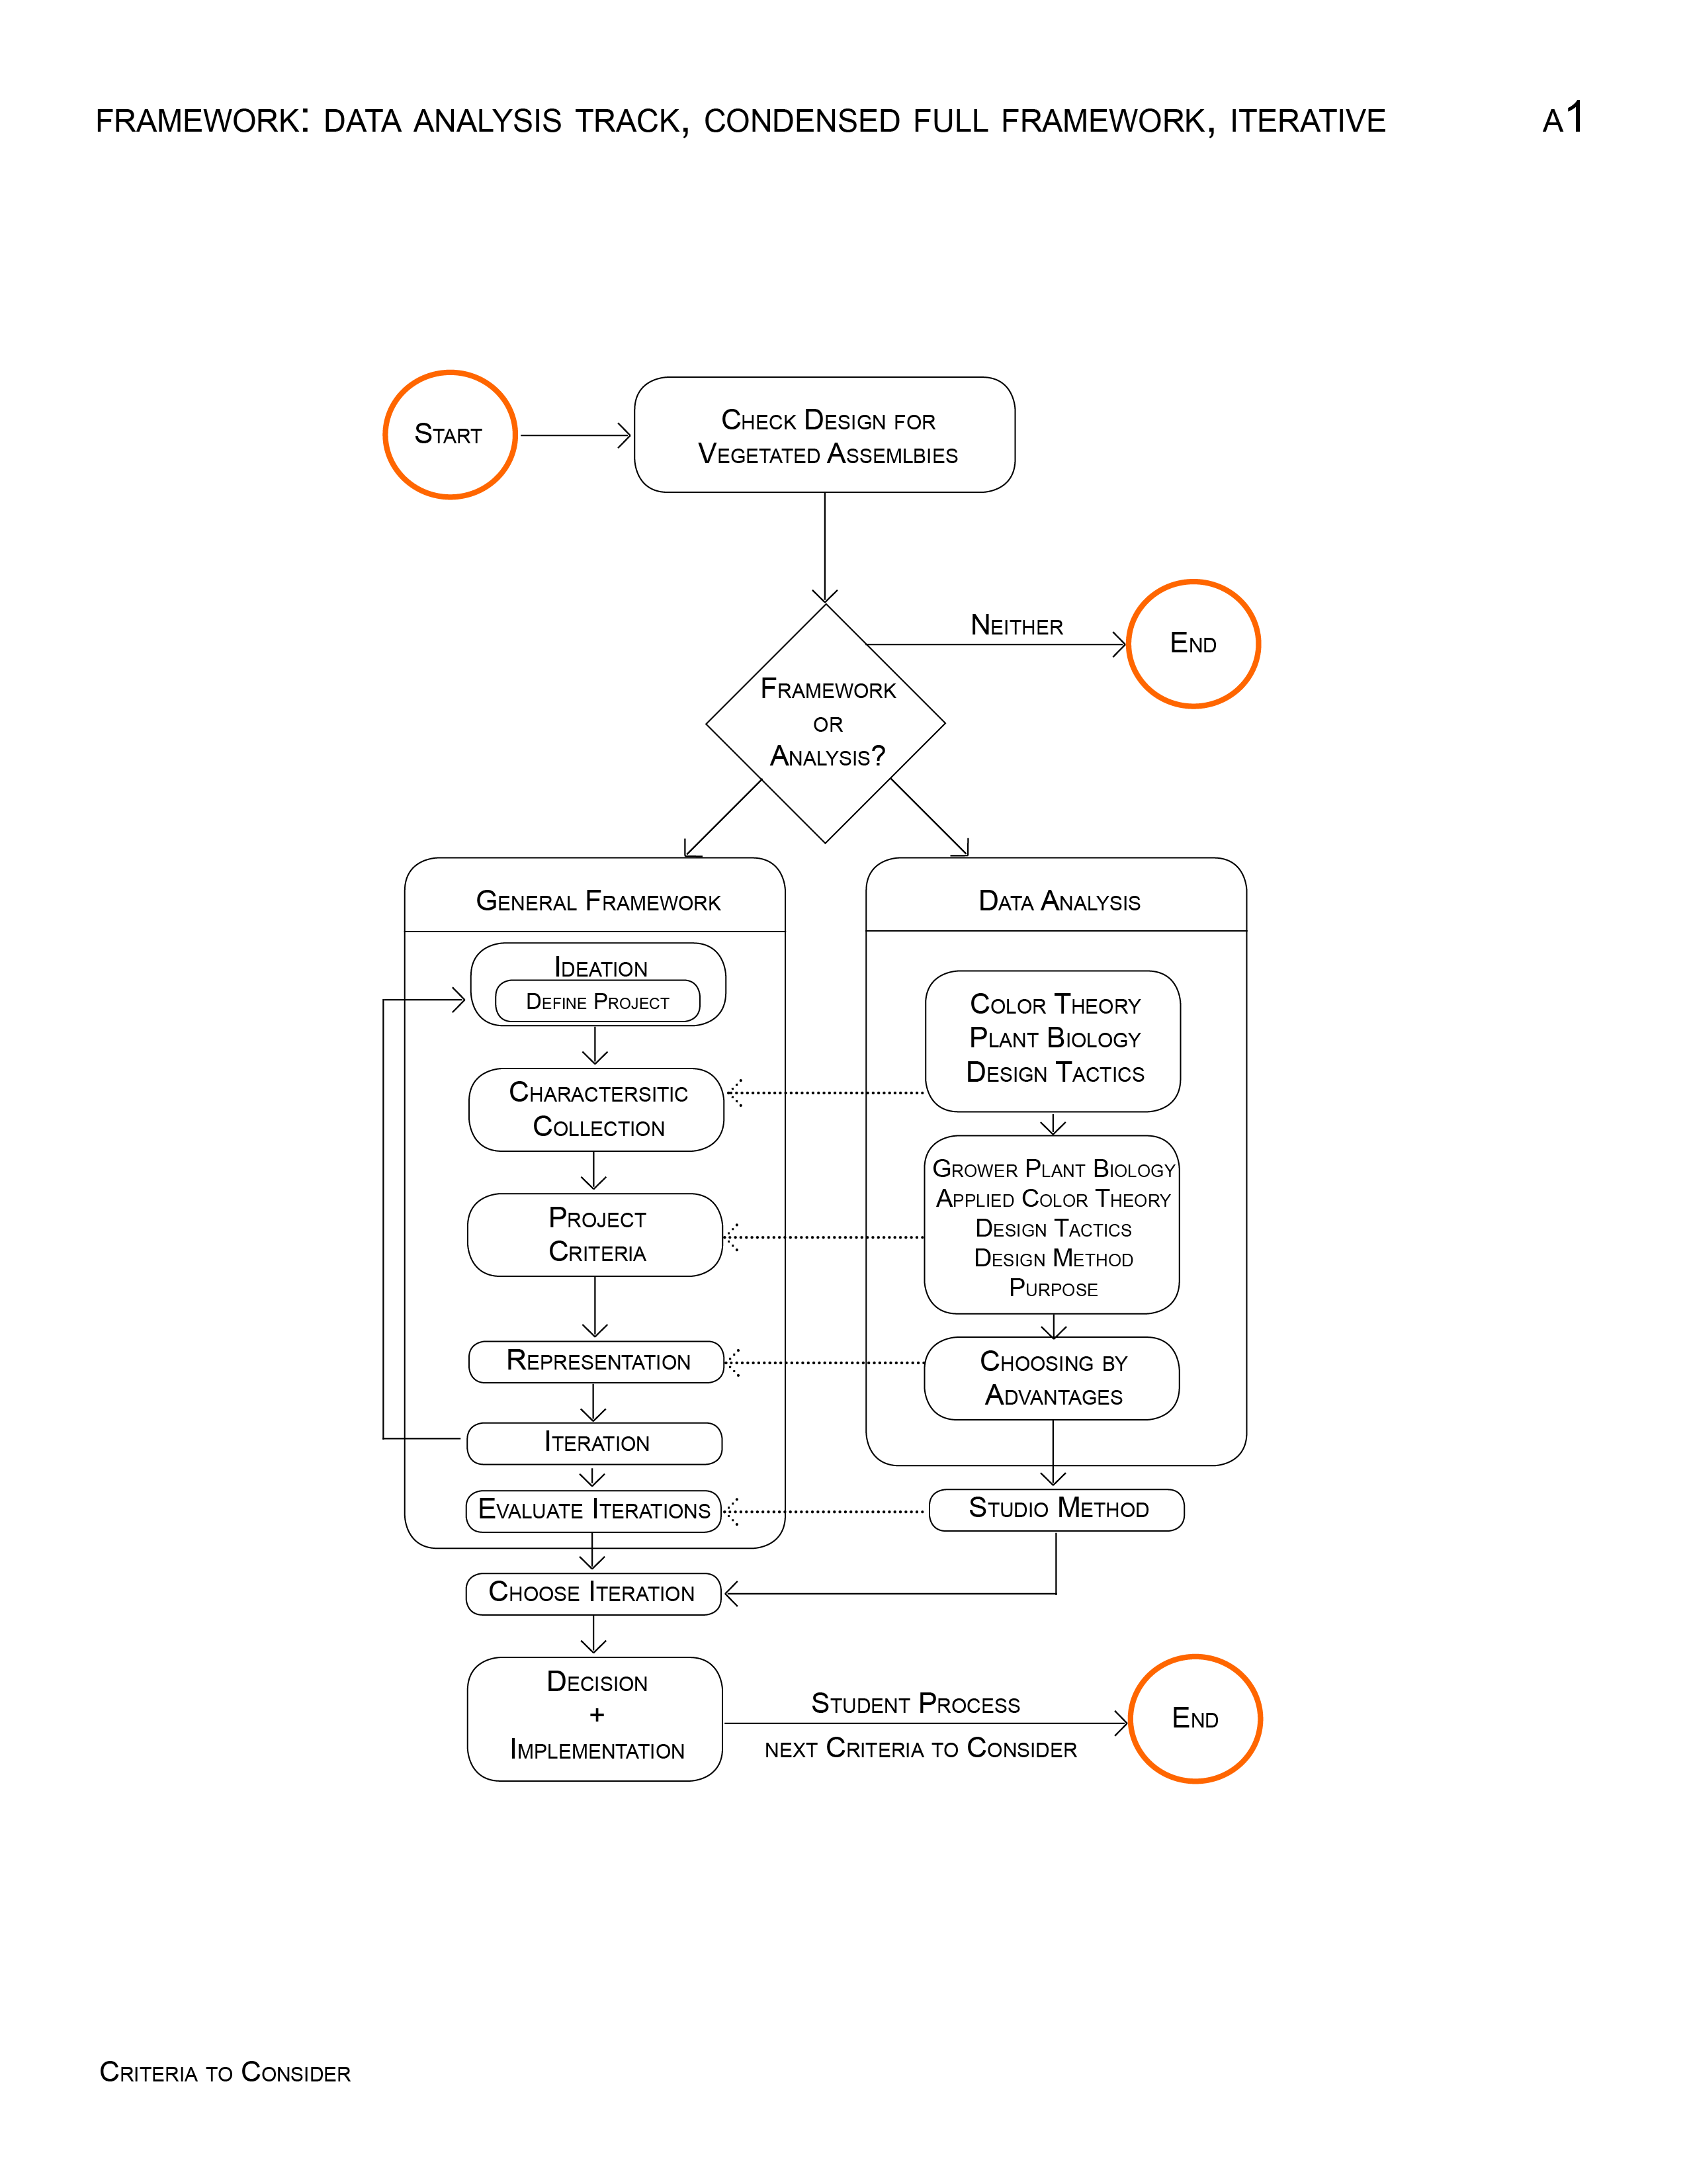 FRAMEWORK: DATA ANALYSIS TRACK, CONDENSED FULL FRAMEWORK, ITERATIVE
A1
START
CHECK DESIGN FOR
VEGETATED ASSEMLBIES
NEITHER
END
FRAMEWORK
OR
ANALYSIS?
GENERAL FRAMEWORK
IDEATION
DEFINE PROJECT
CHARACTERSITIC
COLLECTION
PROJECT
CRITERIA
REPRESENTATION
ITERATION
EVALUATE ITERATIONS
DATA ANALYSIS
COLOR THEORY
PLANT BIOLOGY
DESIGN TACTICS
GROWER PLANT BIOLOGY
APPLIED COLOR THEORY
DESIGN TACTICS
DESIGN METHOD
PURPOSE
CHOOSING BY
ADVANTAGES
STUDIO METHOD
CHOOSE ITERATION
DECISION
+
IMPLEMENTATION
STUDENT PROCESS
NEXT CRITERIA TO CONSIDER
END
CRITERIA TO CONSIDER